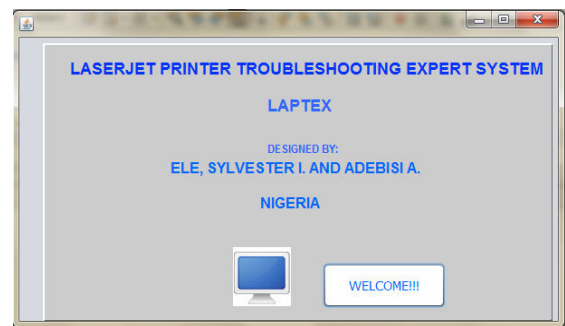 LASERJET PRINTER TROUBLESHOOTING EXPERT SYSTEM
LAPTEX
DESIGNED BY:
ELE, SYLVESTER I. AND ADEBISI A.
NIGERIA
WELCOME!!!